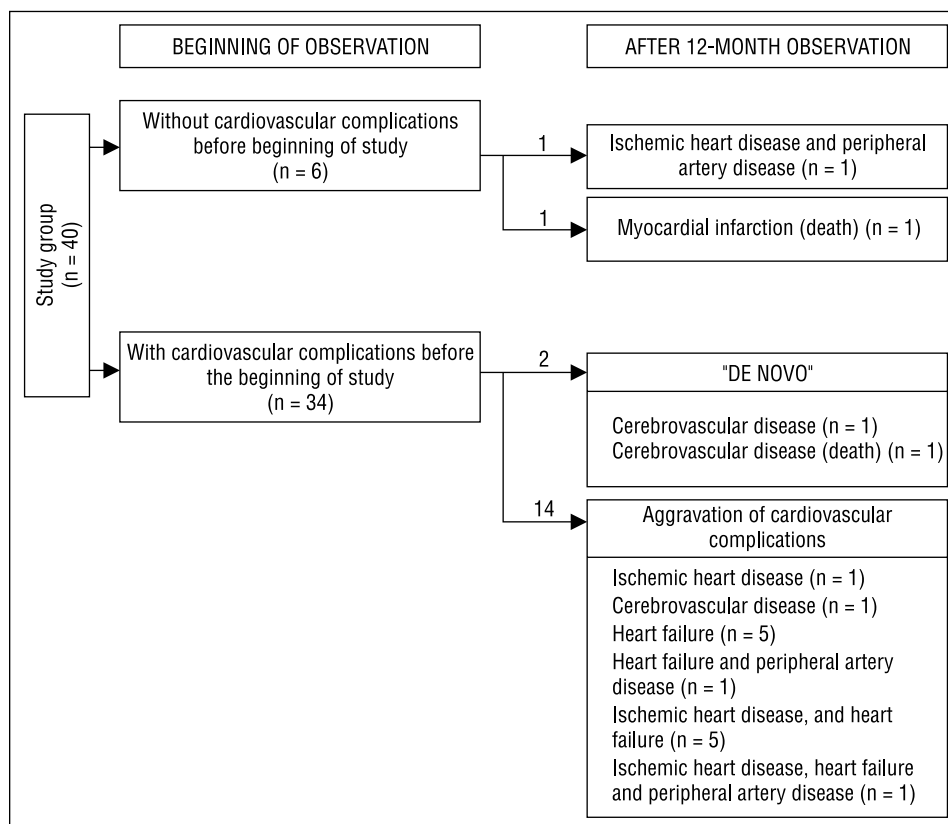 BEGINNING OF OBSERVATION
AFTER 12-MONTH OBSERVATION
Study group
(n = 40)
Without cardiovascular complications
before beginning of study
(n = 6)
1
Ischemic heart disease and peripheral
artery disease (n = 1)
1
Myocardial infarction (death) (n = 1)
With cardiovascular complications before
the beginning of study
(n = 34)
2
"DE NOVO"
Cerebrovascular disease (n = 1)
Cerebrovascular disease (death) (n = 1)
14
Aggravation of cardiovascular
complications
Ischemic heart disease (n = 1)
Cerebrovascular disease (n = 1)
Heart failure (n = 5)
Heart failure and peripheral artery
disease (n = 1)
Ischemic heart disease, and heart
failure (n = 5)
Ischemic heart disease, heart failure
and peripheral artery disease (n = 1)